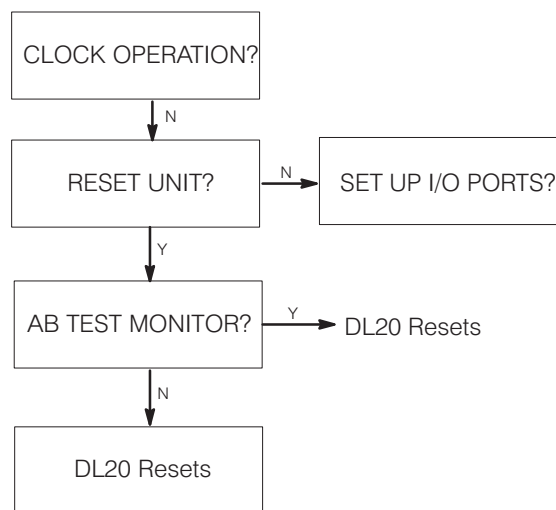 CLOCK OPERATION?
N
RESET UNIT?
N
SET UP I/O PORTS?
Y
AB TEST MONITOR?
Y
DL20 Resets
N
DL20 Resets